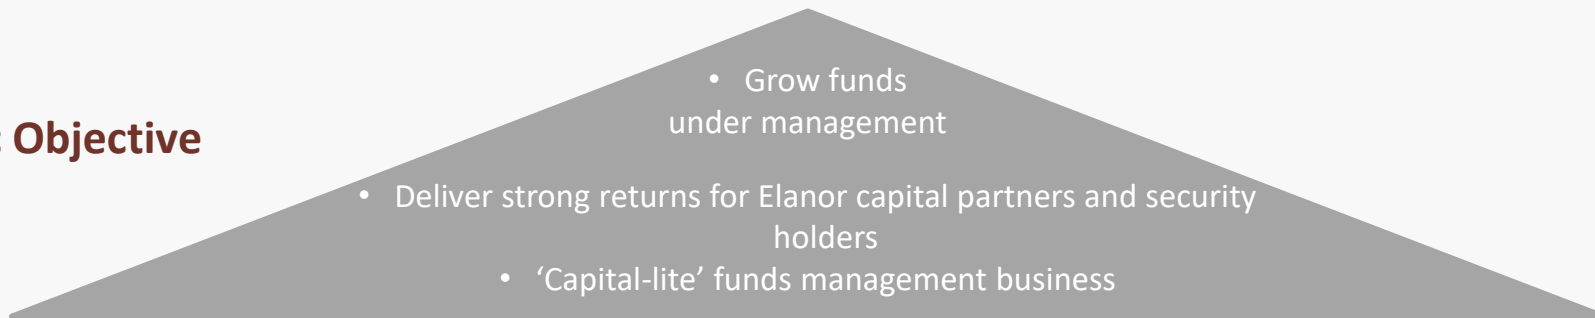 Objective
• Grow funds
under management
• Deliver strong returns for Elanor capital partners and security
holders
• ‘Capital-lite’ funds management business